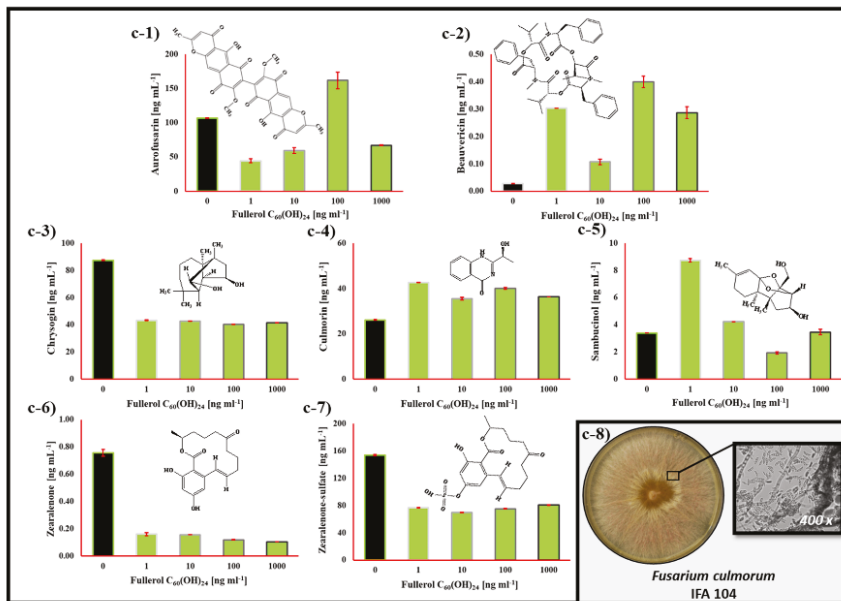 c-1)
Aurofusarin [ng mL-1]
200
150
100
50
0
0 1 10 100 1000
Fullerol C60(OH)24 [ng ml-1]
c-2)
Beauvericin [ng mL-1]
0.50
0.40
0.30
0.20
0.10
0.00
0 1 10 100 1000
Fullerol C60(OH)24 [ng ml-1]
c-3)
Chrysogin [ng mL-1]
100
80
60
40
20
0
0 1 10 100 1000
Fullerol C60(OH)24 [ng ml-1]
c-4)
Culmorin [ng mL-1]
60
40
20
0
0 1 10 100 1000
Fullerol C60(OH)24 [ng ml-1]
c-5)
Sambucinol [ng mL-1]
10
8
6
4
2
0
0 1 10 100 1000
Fullerol C60(OH)24 [ng ml-1]
c-6)
Zearalenone [ng mL-1]
1.00
0.80
0.60
0.40
0.20
0.00
0 1 10 100 1000
Fullerol C60(OH)24 [ng ml-1]
c-7)
Zearalenone-sulfate [ng mL-1]
200
160
120
80
40
0
0 1 10 100 1000
Fullerol C60(OH)24 [ng ml-1]
c-8)
400 x
Fusarium culmorum
IFA 104